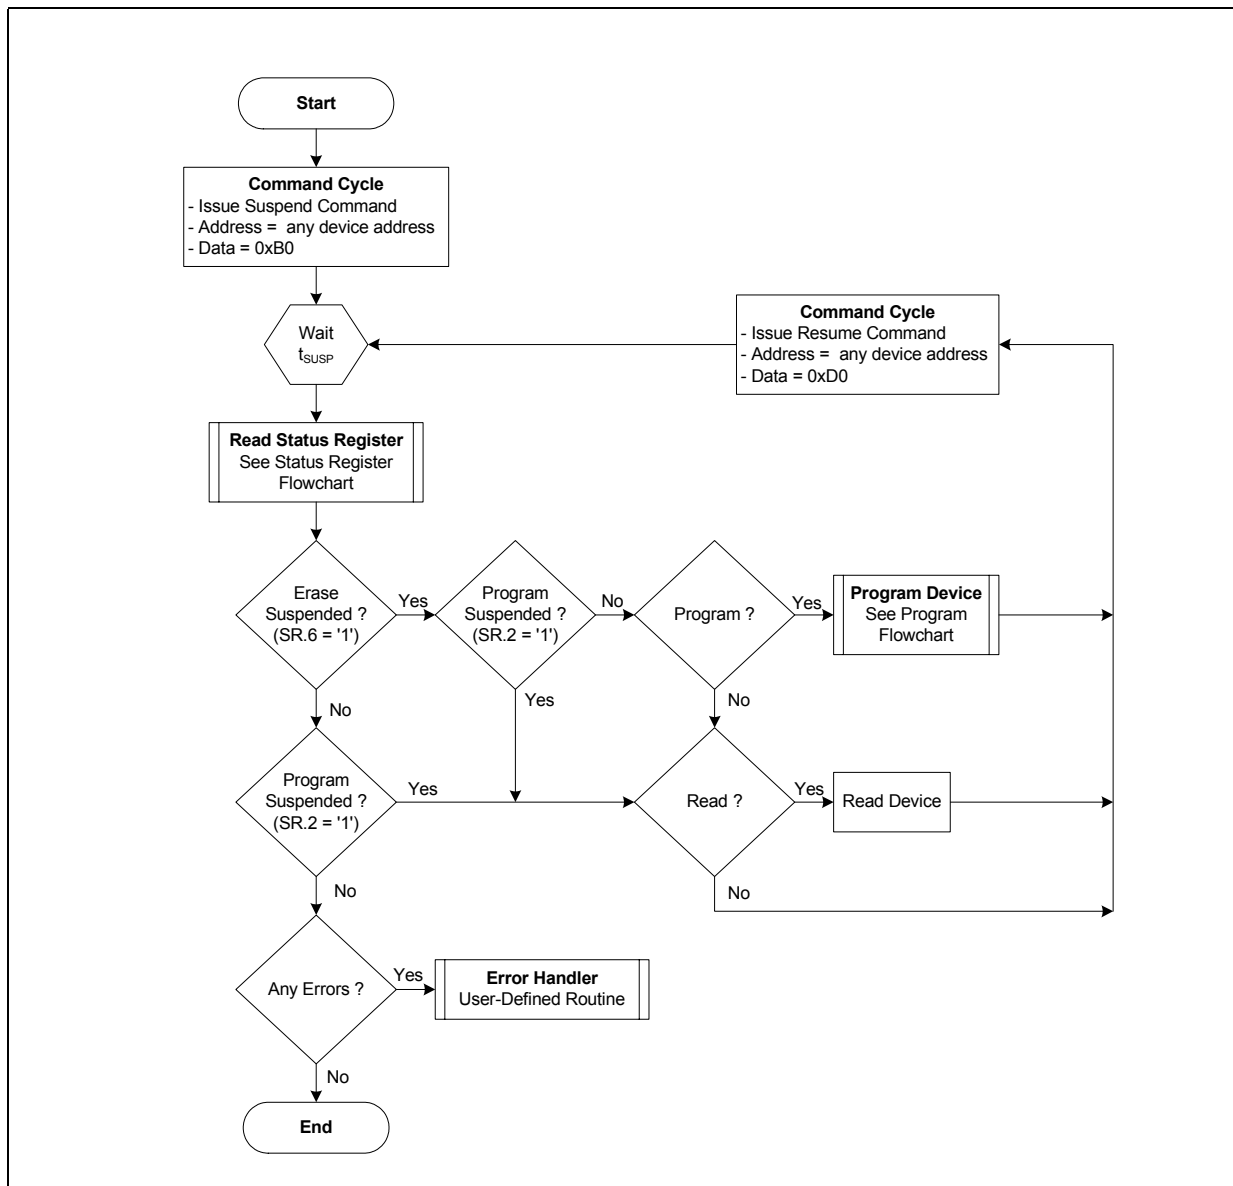 Start
Command Cycle
- Issue Suspend Command
- Address = any device address
- Data = 0xB0
Wait
tSUSP
Command Cycle
- Issue Resume Command
- Address = any device address
- Data = 0xD0
Read Status Register
See Status Register
Flowchart
Erase
Suspended ?
(SR.6 = '1')
Yes
No
Program
Suspended ?
(SR.2 = '1')
No
Yes
Program ?
Yes
No
Program Device
See Program
Flowchart
Program
Suspended ?
(SR.2 = '1')
Yes
No
Read ?
Yes
No
Read Device
Any Errors ?
Yes
No
Error Handler
User-Defined Routine
End